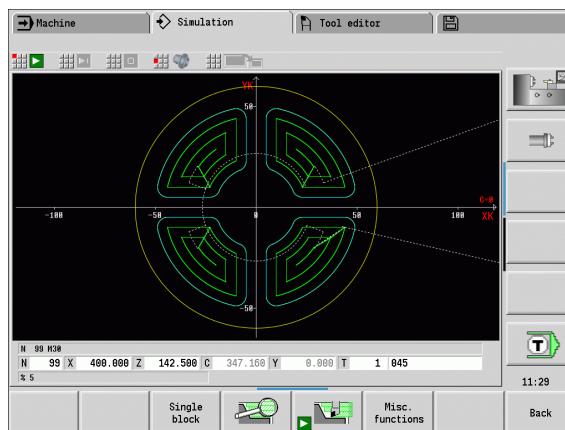 Machine Simulation Tool editor
YK
50
C=0
-100 -50 0 50 100 XK
-50
N 99 M30
N 99 X 400.000 Z 142.500 C 347.160 Y 0.000 T 1 045
% 5
T
11:29
Single block
Misc. functions
Back